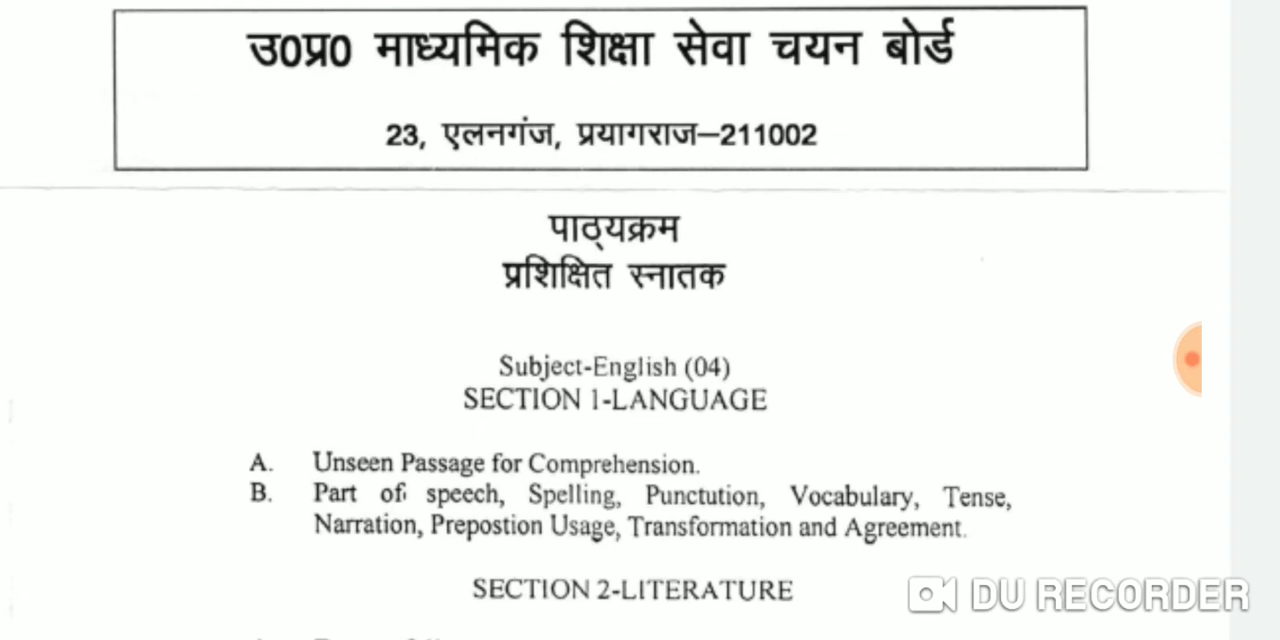 उ0प्र0 माध्यमिक शिक्षा सेवा चयन बोर्ड
23, एलनगंज, प्रयागराज–211002
पाठ्यक्रम
प्रशिक्षित स्नातक
Subject-English (04)
SECTION 1-LANGUAGE
A. Unseen Passage for Comprehension.
B. Part of speech, Spelling, Punctution, Vocabulary, Tense,
Narration, Prepostion Usage, Transformation and Agreement.
SECTION 2-LITERATURE
DU RECORDER